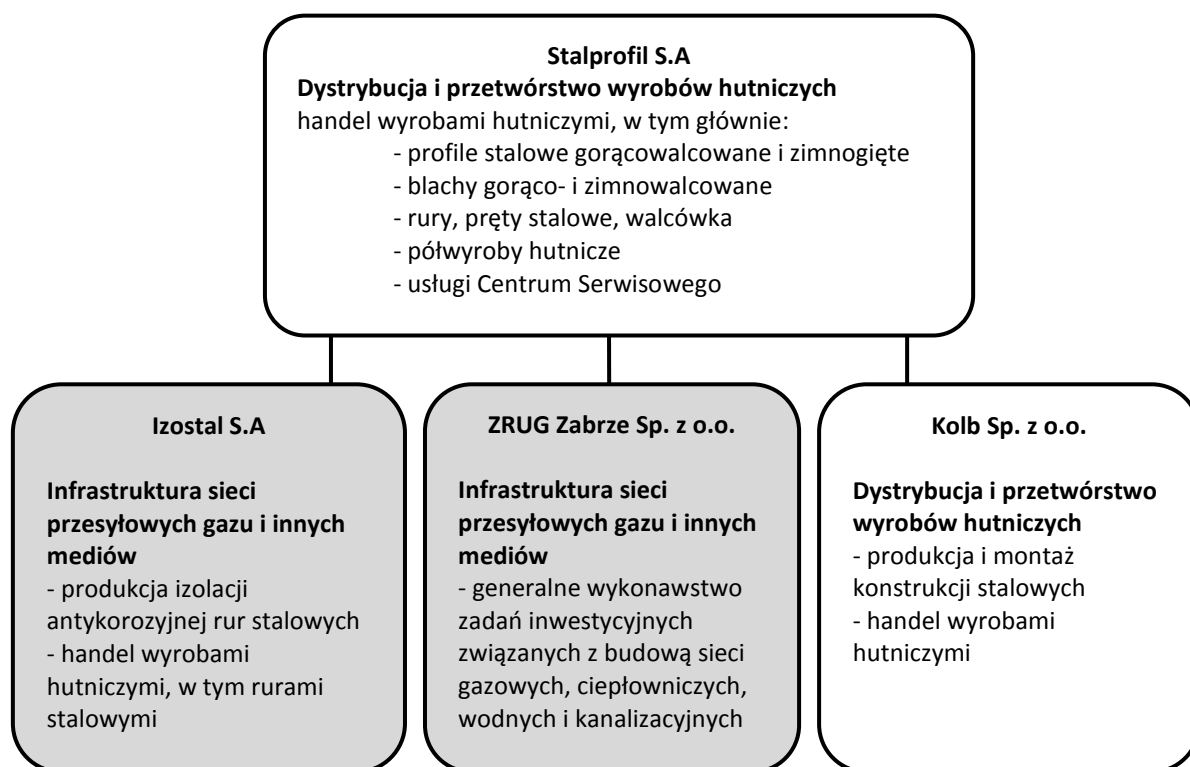 Stalprofil S.A
Dystrybucja i przetwórstwo wyrobów hutniczych
handel wyrobami hutniczymi, w tym głównie:
- profile stalowe gorącowalcowane i zimnogięte
- blachy gorąco- i zimnowalcowane
- rury, pręty stalowe, walcówka
- półwyroby hutnicze
- usługi Centrum Serwisowego
Izostal S.A
Infrastruktura sieci
przesyłowych gazu i innych
mediów
- produkcja izolacji
antykorozyjnej rur stalowych
- handel wyrobami
hutniczymi, w tym rurami
stalowymi
ZRUG Zabrze Sp. z o.o.
Infrastruktura sieci
przesyłowych gazu i innych
mediów
- generalne wykonawstwo
zadań inwestycyjnych
związanych z budową sieci
gazowych, ciepłowniczych,
wodnych i kanalizacyjnych
Kolb Sp. z o.o.
Dystrybucja i przetwórstwo
wyrobów hutniczych
- produkcja i montaż
konstrukcji stalowych
- handel wyrobami
hutniczymi